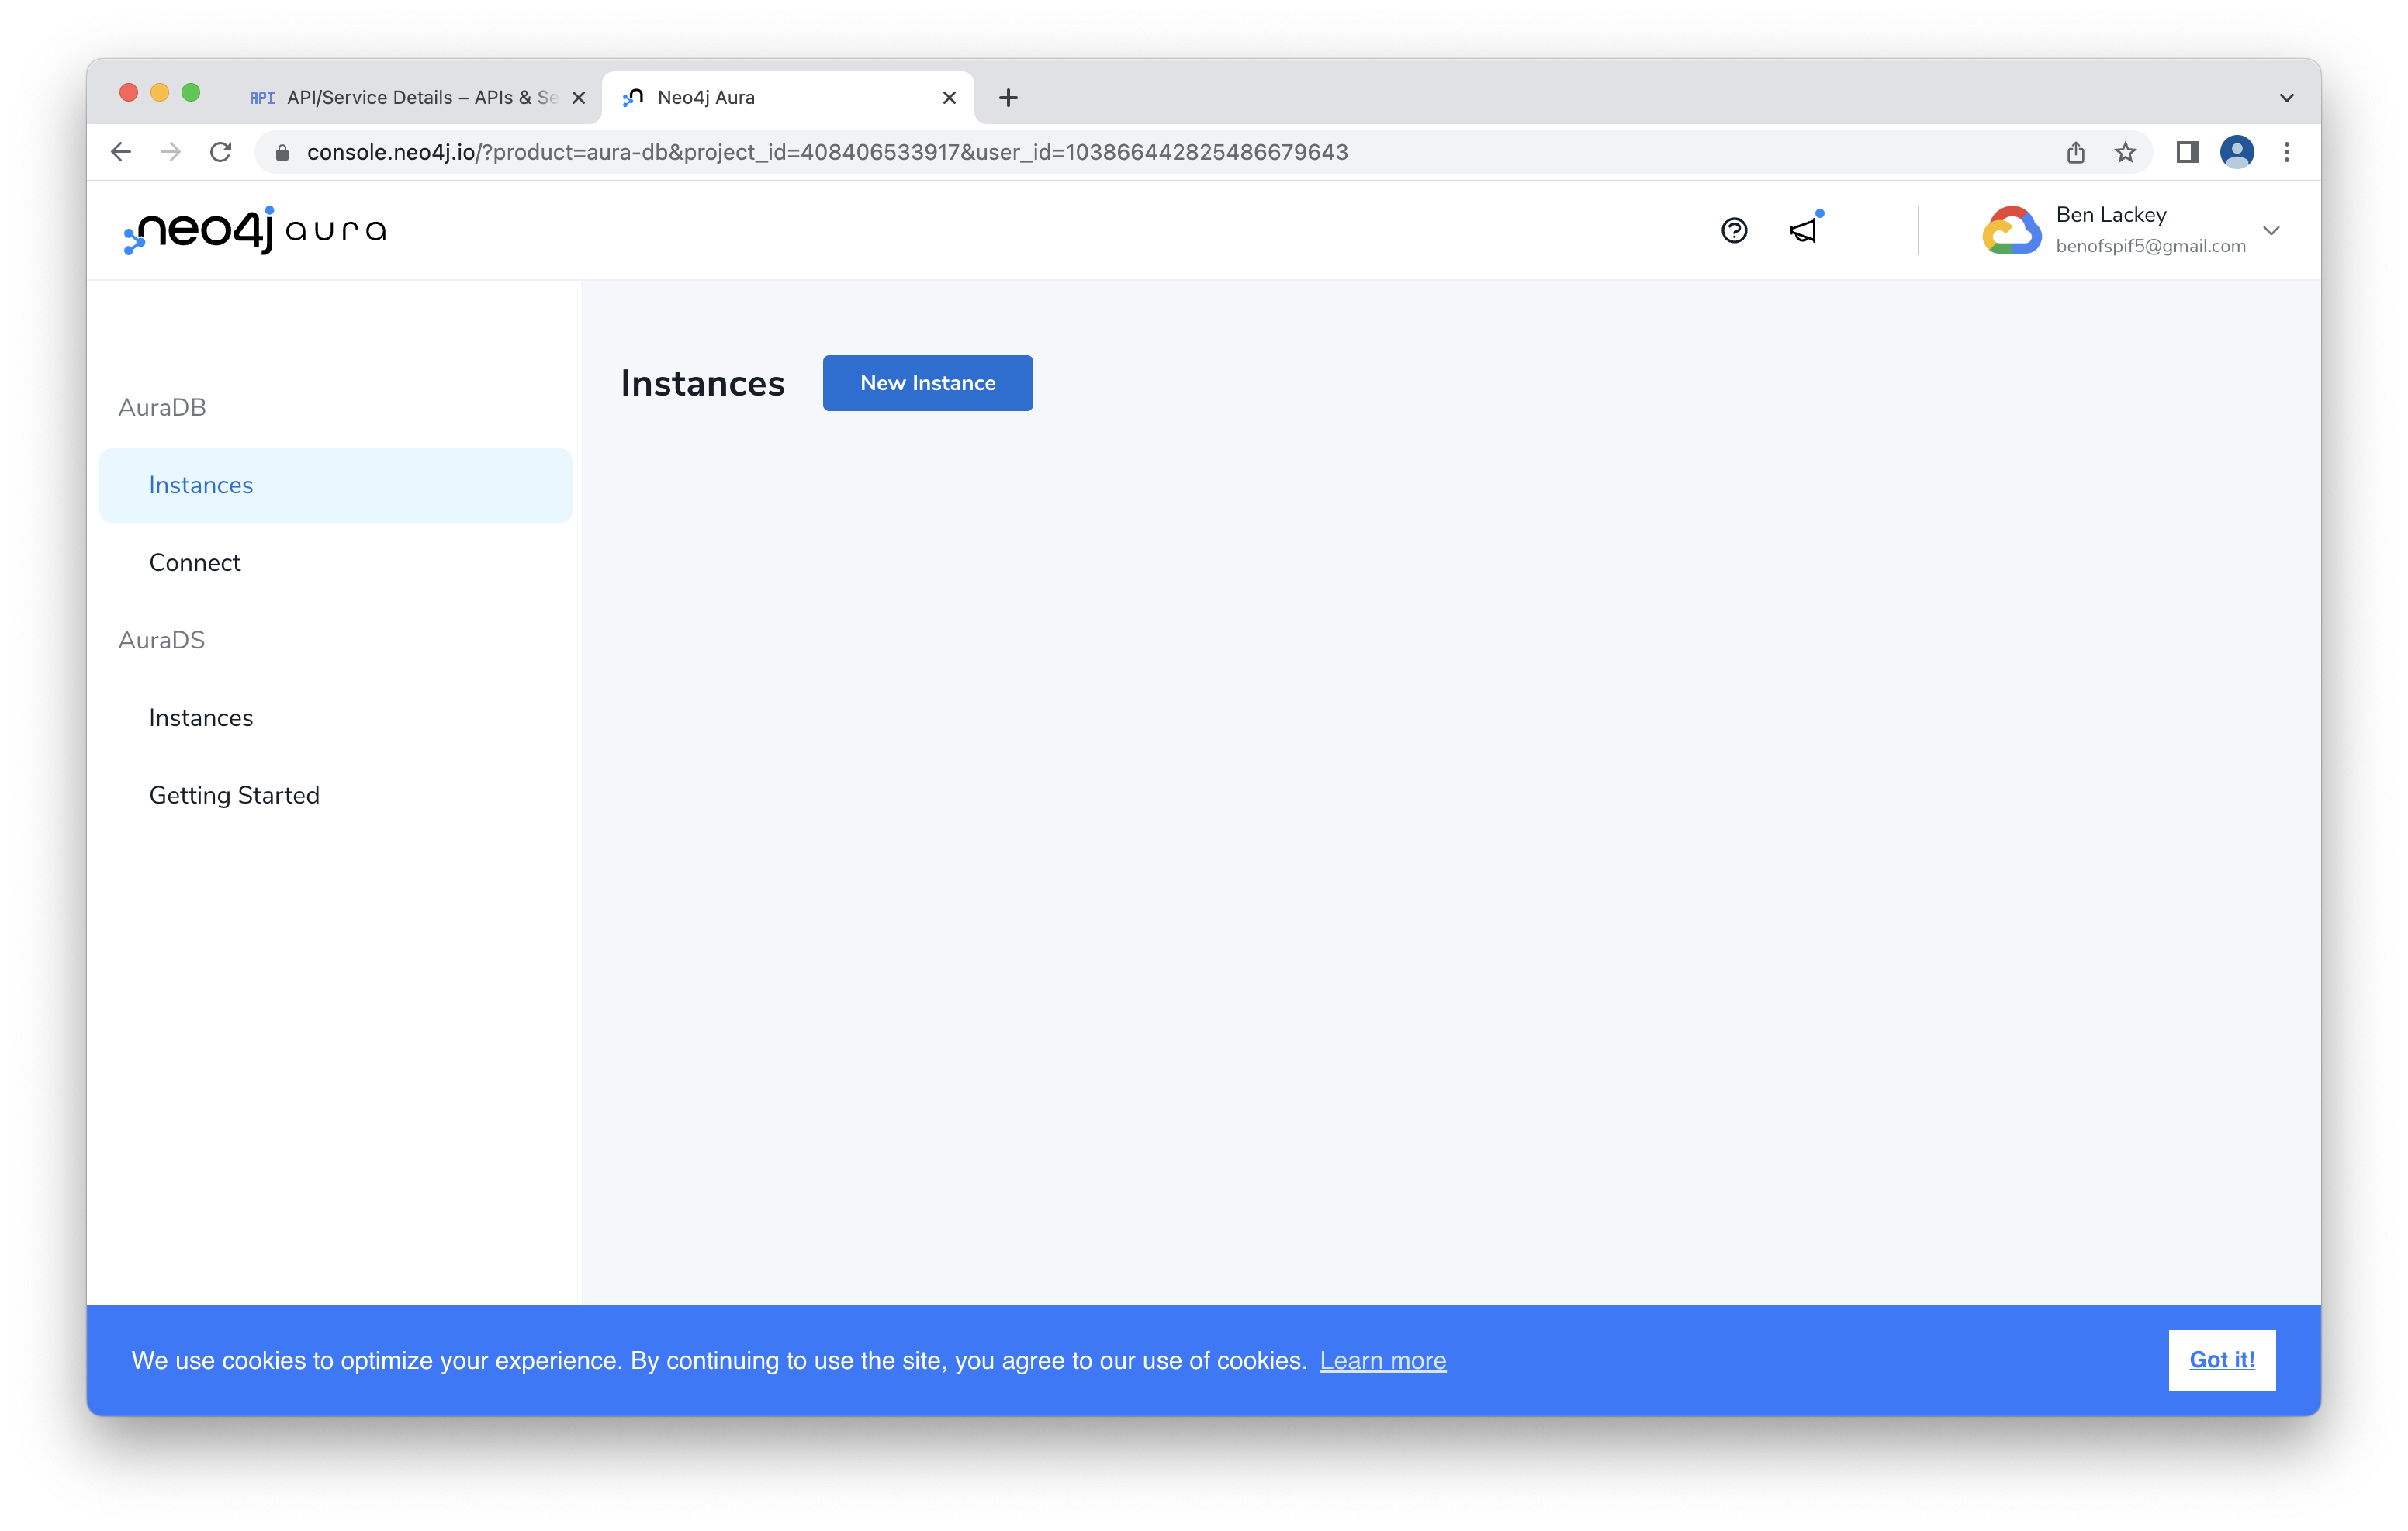 API API/Service Details – APIs & Se
Neo4j Aura
console.neo4j.io/?product=aura-db&project_id=408406533917&user_id=103866442825486679643
neo4j aura
Ben Lackey
benofspif5@gmail.com
AuraDB
Instances
Connect
AuraDS
Instances
Getting Started
Instances
New Instance
We use cookies to optimize your experience. By continuing to use the site, you agree to our use of cookies. Learn more
Got it!